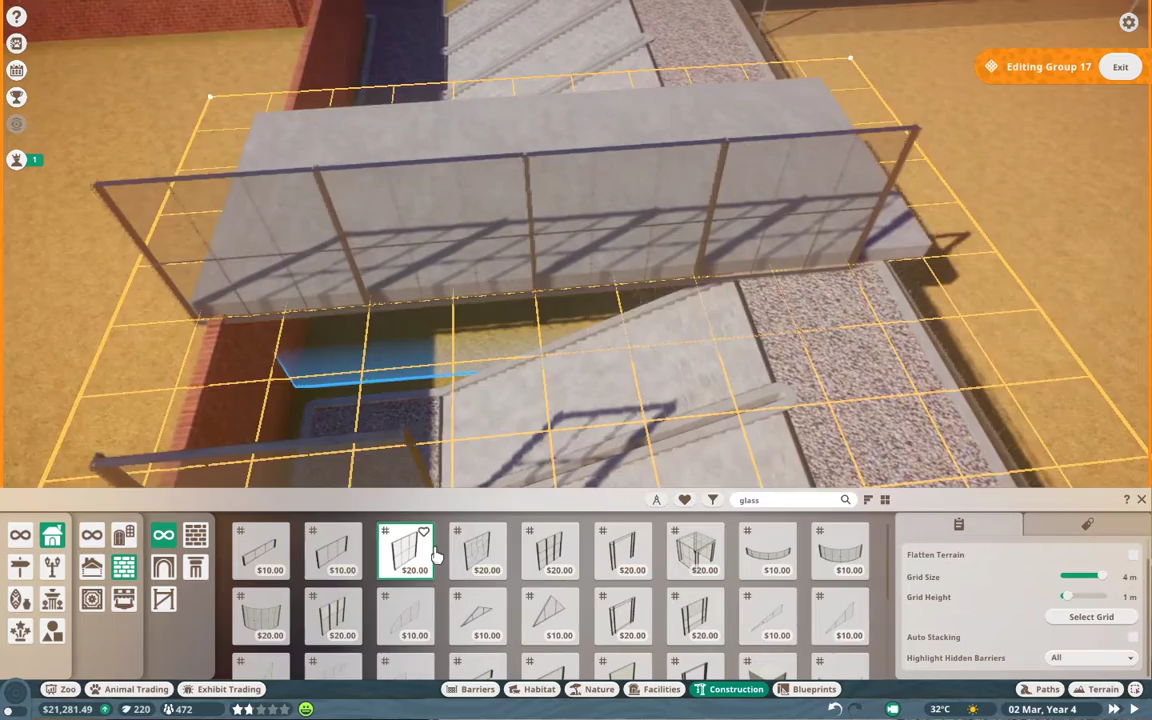 ?
Editing Group 17 Exit
1
glass
?
$10.00 $10.00 $20.00 $20.00 $20.00 $20.00 $20.00 $10.00 $10.00
$20.00 $20.00 $10.00 $10.00 $10.00 $20.00 $20.00 $10.00 $10.00
Flatten Terrain
Grid Size 4 m
Grid Height 1 m
Select Grid
Auto Stacking
Highlight Hidden Barriers All
Zoo Animal Trading Exhibit Trading Barriers Habitat Nature Facilities Construction Blueprints Paths Terrain
$21,281.49 220 472 32°C 02 Mar, Year 4